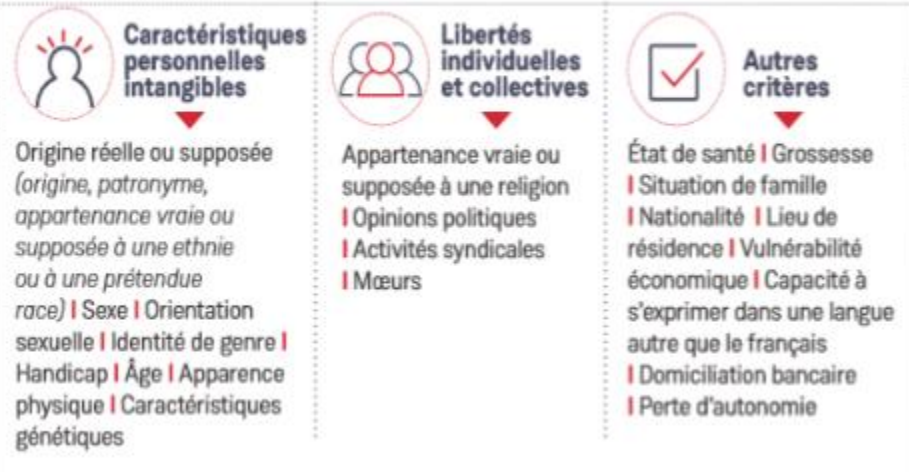 Caractéristiques
personnelles
intangibles
Origine réelle ou supposée
(origine, patronyme,
appartenance vraie ou
supposée à une ethnie
ou à une prétendue
race) I Sexe I Orientation
sexuelle I Identité de genre I
Handicap I Âge I Apparence
physique I Caractéristiques
génétiques
Libertés
individuelles
et collectives
Appartenance vraie ou
supposée à une religion
I Opinions politiques
I Activités syndicales
I Mœurs
Autres
critères
État de santé I Grossesse
I Situation de famille
I Nationalité I Lieu de
résidence I Vulnérabilité
économique I Capacité à
s'exprimer dans une langue
autre que le français
I Domiciliation bancaire
I Perte d'autonomie